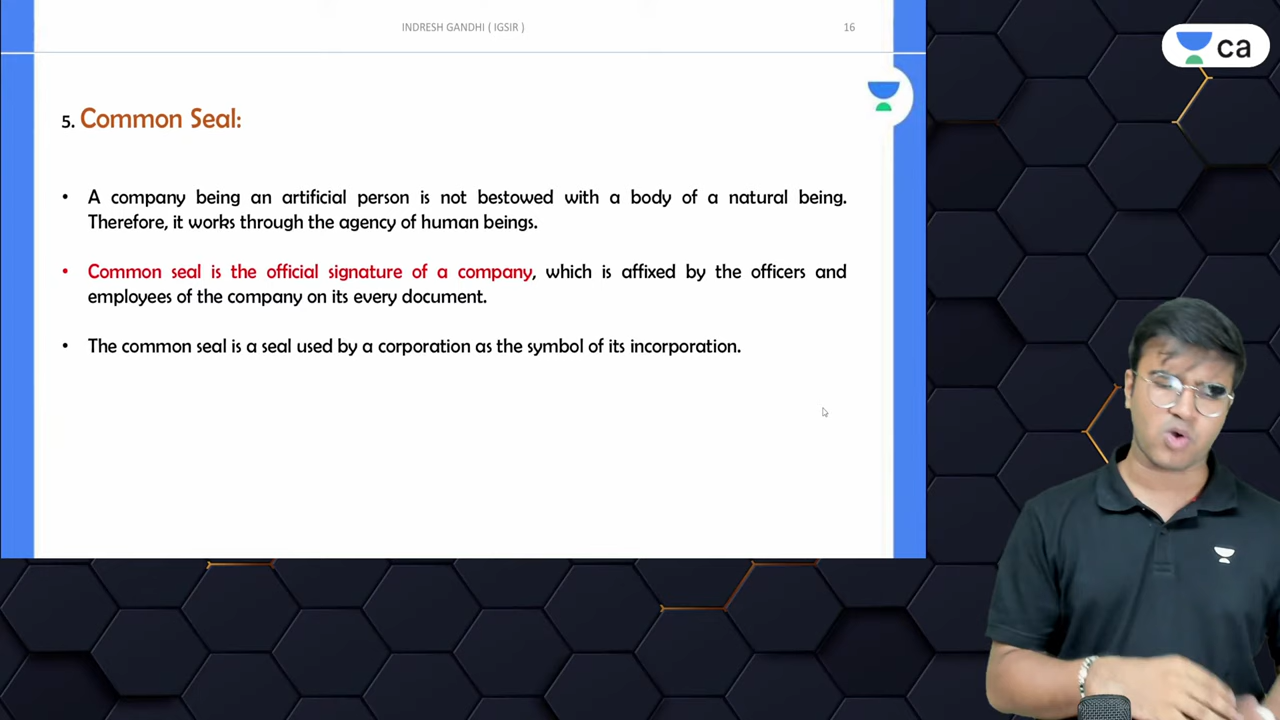 INDRESH GANDHI ( IGSIR )
16
ca
5. Common Seal:
• A company being an artificial person is not bestowed with a body of a natural being.
Therefore, it works through the agency of human beings.
• Common seal is the official signature of a company, which is affixed by the officers and
employees of the company on its every document.
• The common seal is a seal used by a corporation as the symbol of its incorporation.